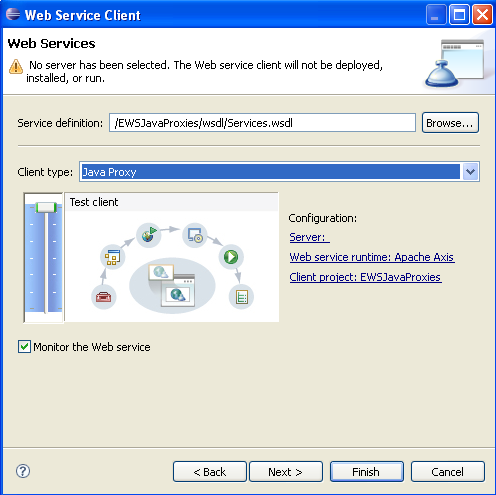 Web Service Client
Web Services
No server has been selected. The Web service client will not be deployed,
installed, or run.
Service definition: /EWSJavaProxies/wsdl/Services.wsdl Browse...
Client type: Java Proxy
Test client
Configuration:
Server:
Web service runtime: Apache Axis
Client project: EWSJavaProxies
Monitor the Web service
? < Back Next > Finish Cancel